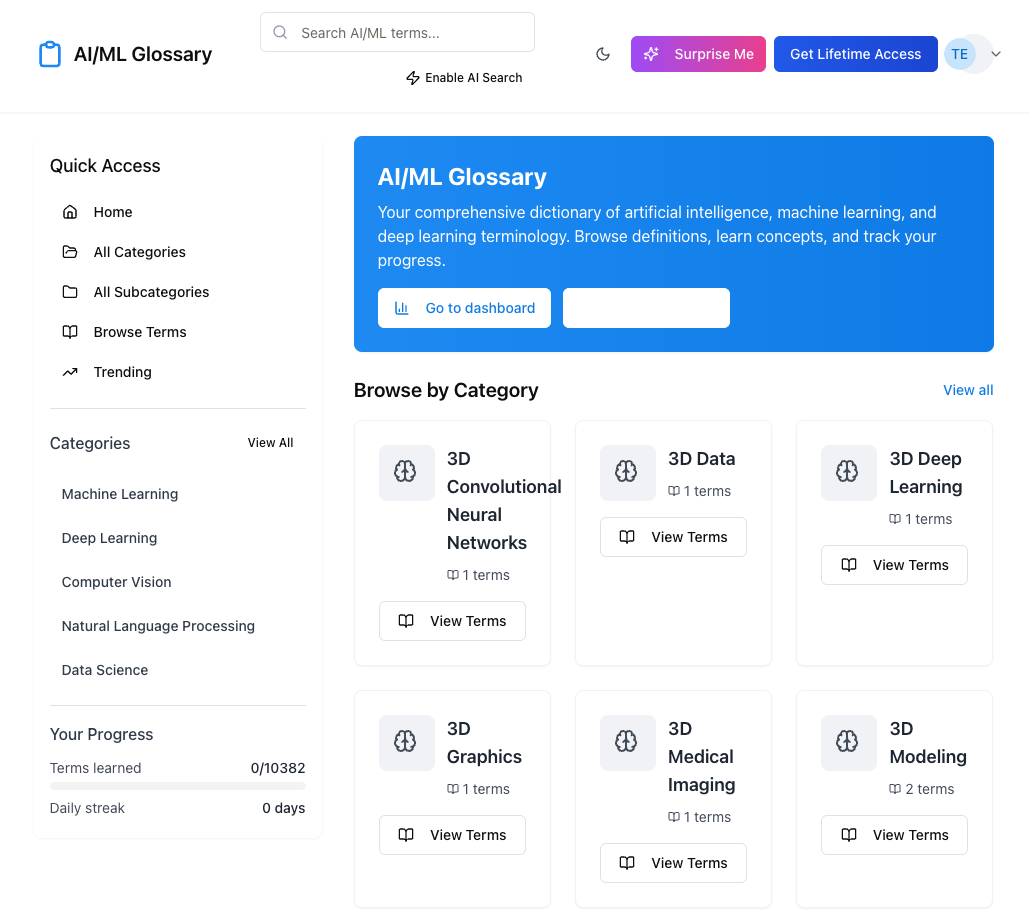 AI/ML Glossary
Search AI/ML terms...
Enable AI Search
Surprise Me
Get Lifetime Access
TE
Quick Access
Home
All Categories
All Subcategories
Browse Terms
Trending
Categories
View All
Machine Learning
Deep Learning
Computer Vision
Natural Language Processing
Data Science
Your Progress
Terms learned
0/10382
Daily streak
0 days
AI/ML Glossary
Your comprehensive dictionary of artificial intelligence, machine learning, and
deep learning terminology. Browse definitions, learn concepts, and track your
progress.
Go to dashboard
Browse by Category
View all
3D
Convolutional
Neural
Networks
1 terms
View Terms
3D Data
1 terms
View Terms
3D Deep
Learning
1 terms
View Terms
3D
Graphics
1 terms
View Terms
3D
Medical
Imaging
1 terms
View Terms
3D
Modeling
2 terms
View Terms